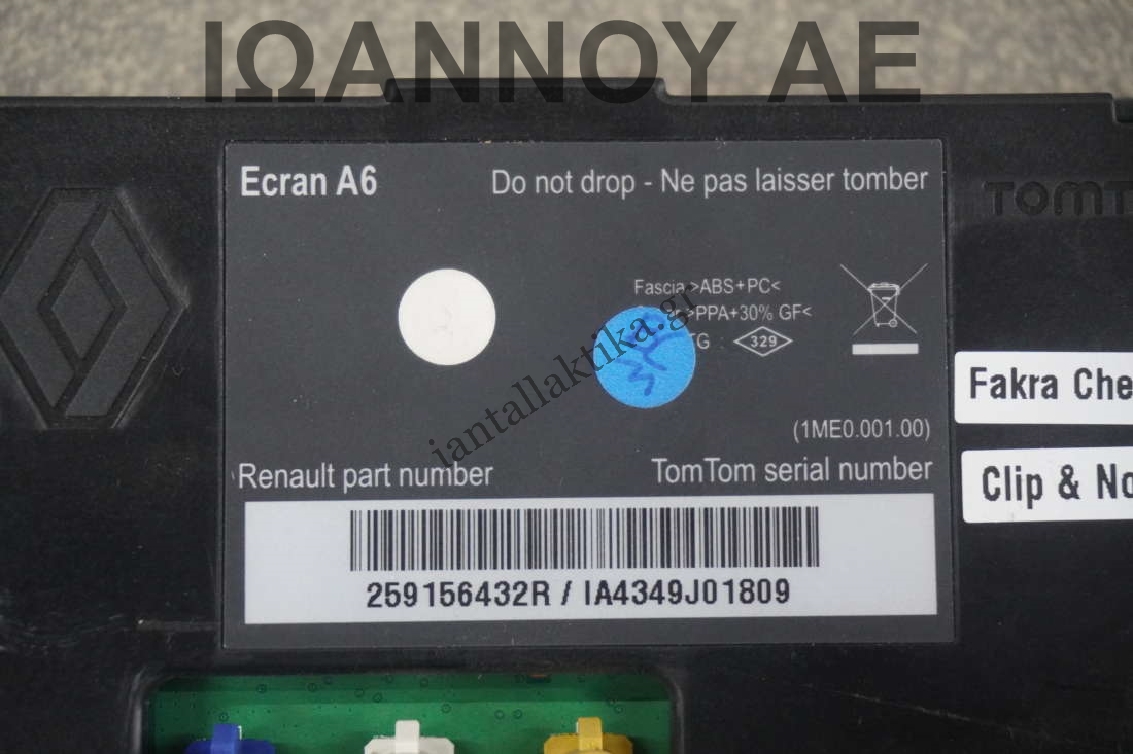 ΙΩΑΝΝΟΥ ΑΕ
Ecran A6
Do not drop - Ne pas laisser tomber
TOMT
Fascia >ABS+PC<
>PPA+30% GF<
TG
329
iantallaktika.gr
Fakra Che
(1ME0.001.00)
Renault part number
TomTom serial number
Clip & No
259156432R / IA4349J01809